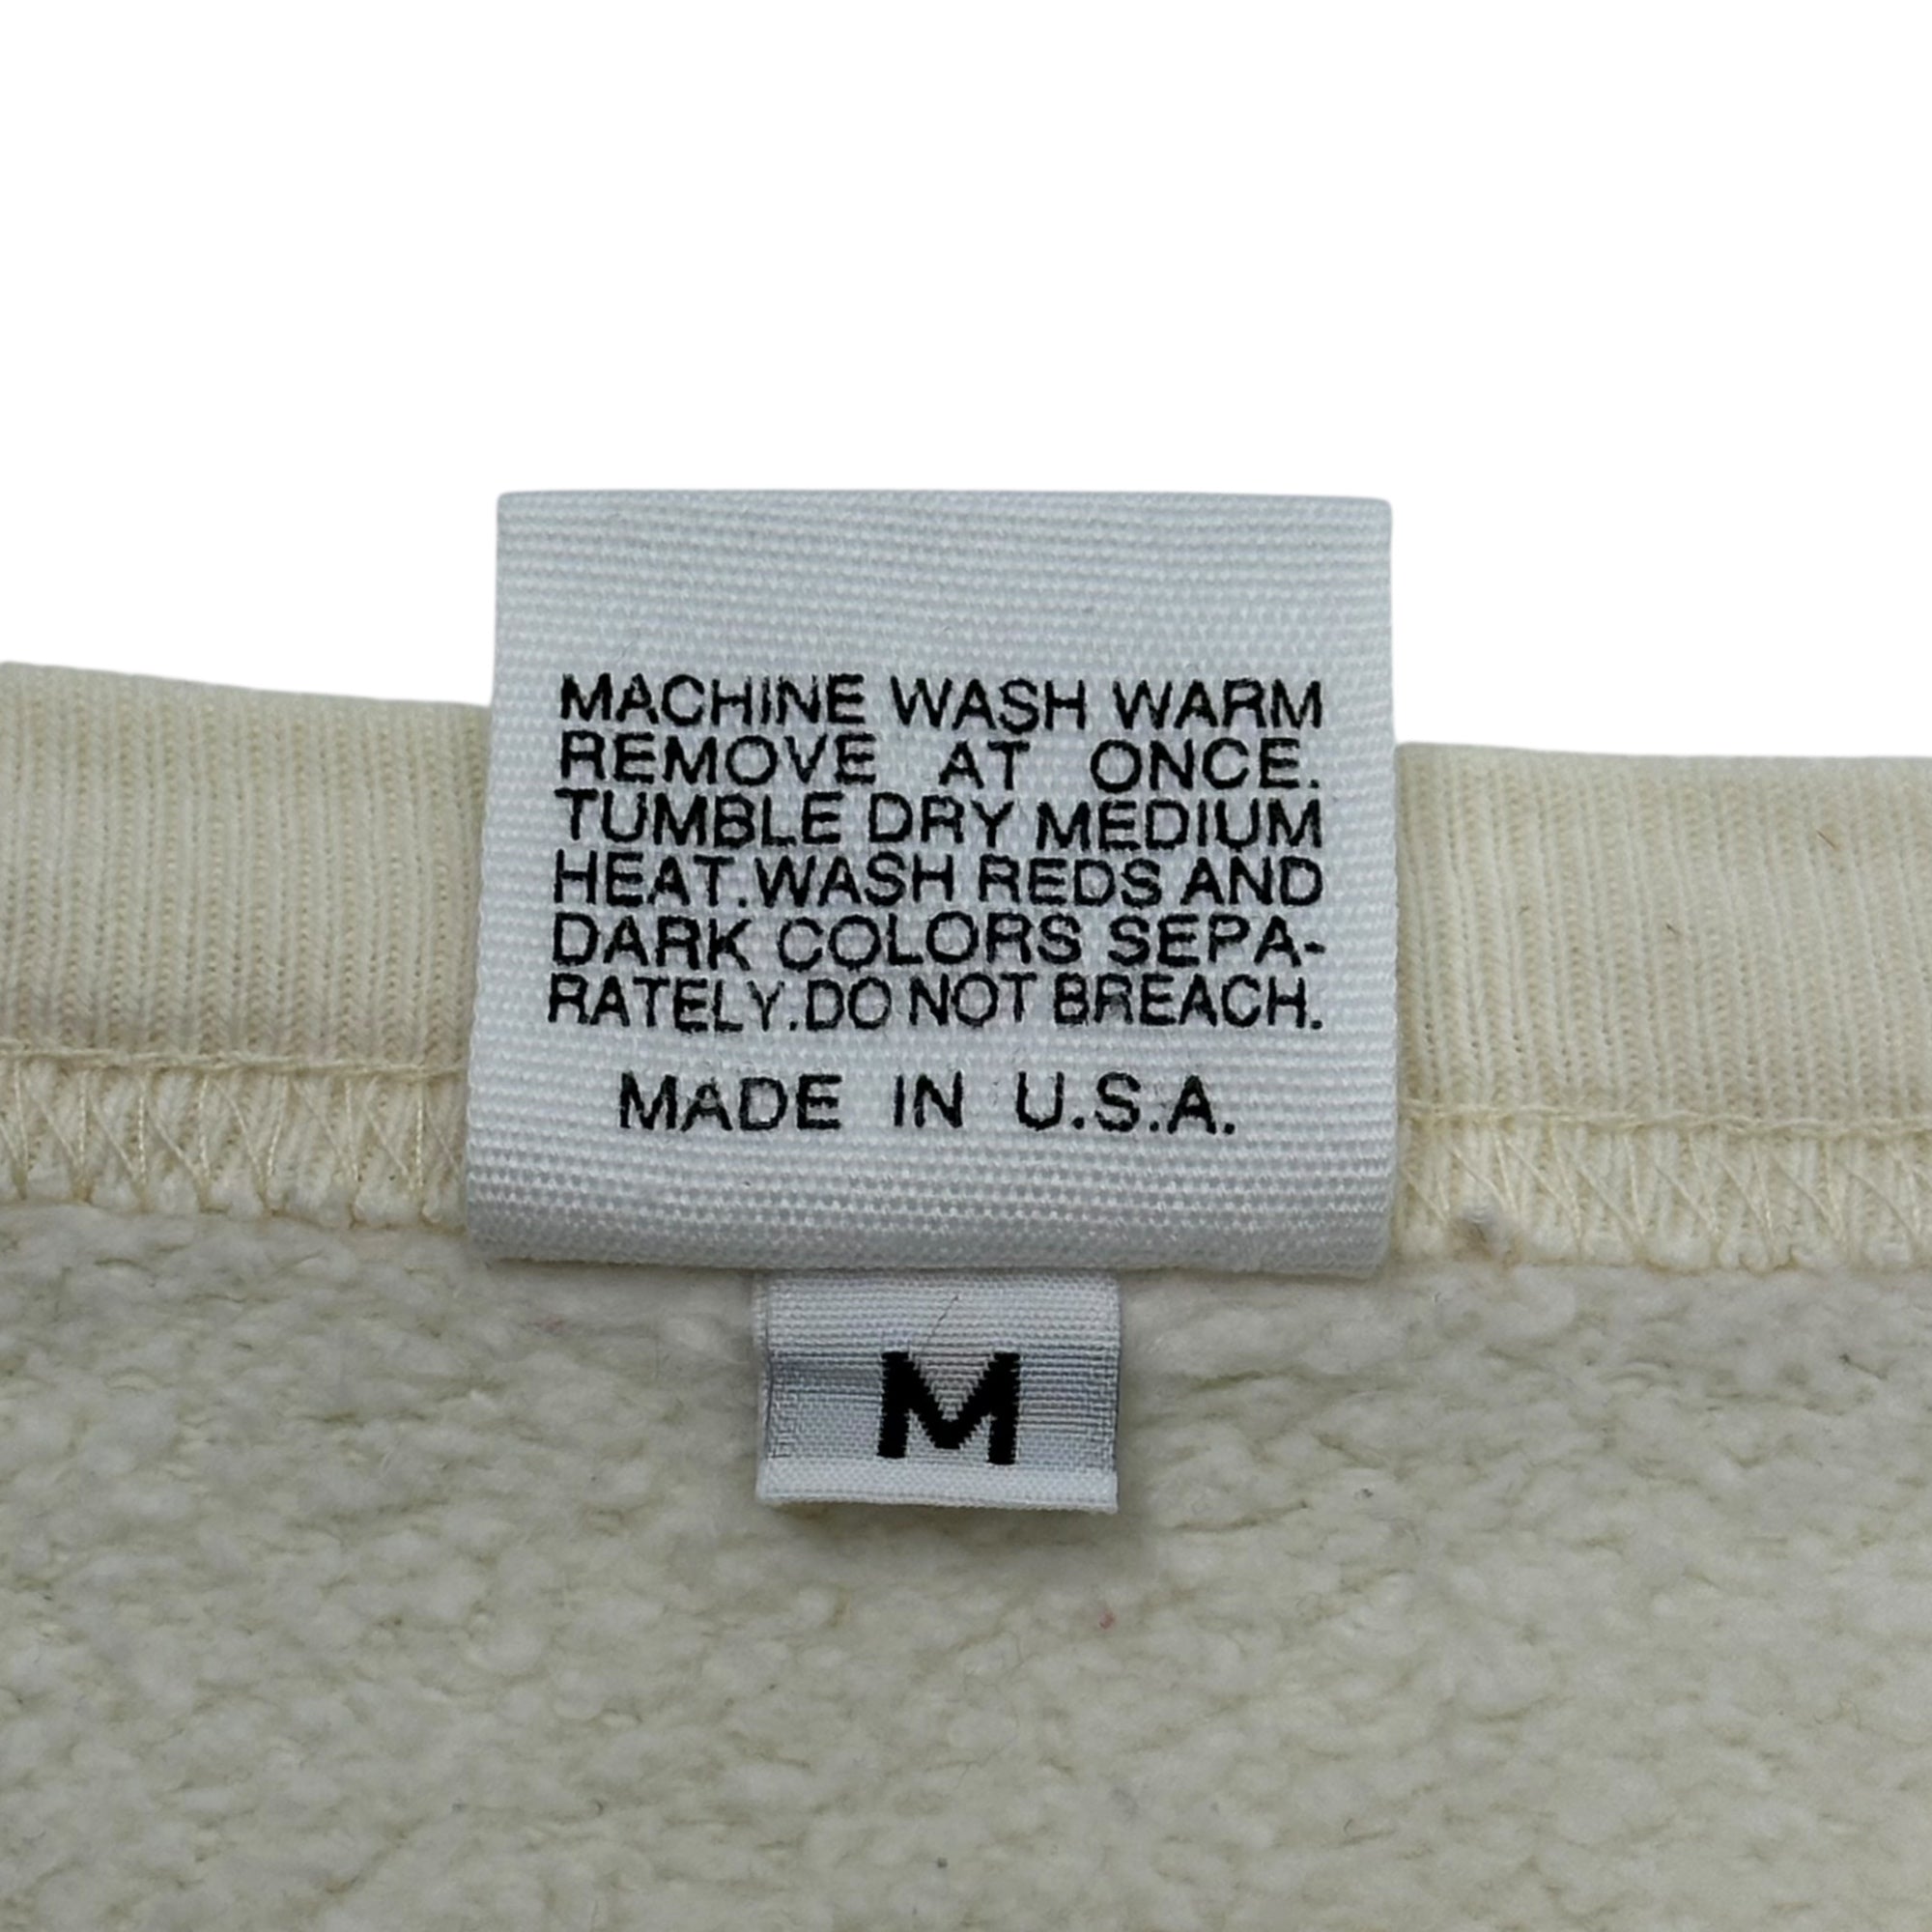 MACHINE WASH WARM
REMOVE AT ONCE.
TUMBLE DRY MEDIUM
HEAT.WASH REDS AND
DARK COLORS SEPA-
RATELY.DO NOT BREACH.
MADE IN U.S.A.
M